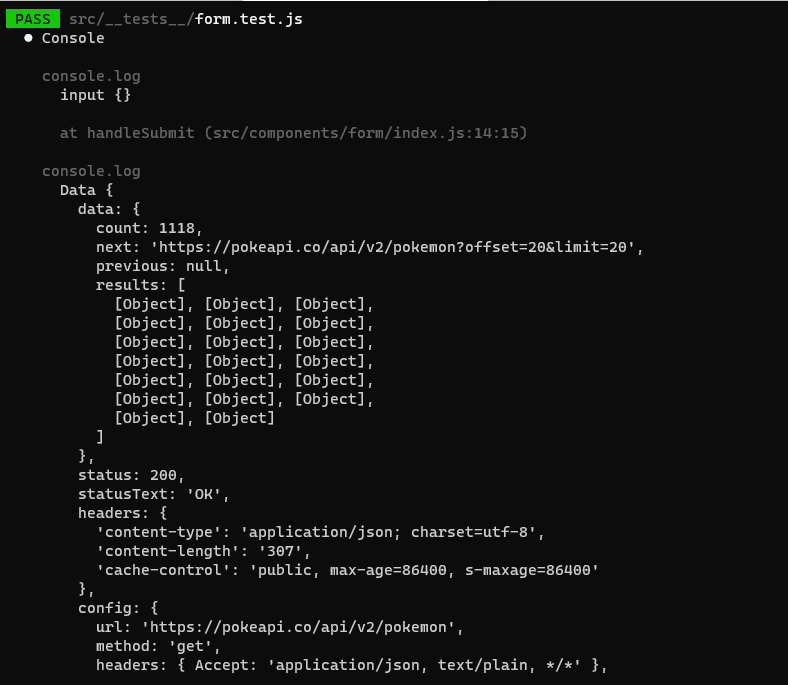 PASS src/__tests__/form.test.js
● Console
console.log
input {}
at handleSubmit (src/components/form/index.js:14:15)
console.log
Data {
data: {
count: 1118,
next: 'https://pokeapi.co/api/v2/pokemon?offset=20&limit=20',
previous: null,
results: [
[Object], [Object], [Object],
[Object], [Object], [Object],
[Object], [Object], [Object],
[Object], [Object], [Object],
[Object], [Object], [Object],
[Object], [Object], [Object],
[Object], [Object]
]
},
status: 200,
statusText: 'OK',
headers: {
'content-type': 'application/json; charset=utf-8',
'content-length': '307',
'cache-control': 'public, max-age=86400, s-maxage=86400'
},
config: {
url: 'https://pokeapi.co/api/v2/pokemon',
method: 'get',
headers: { Accept: 'application/json, text/plain, */*' },